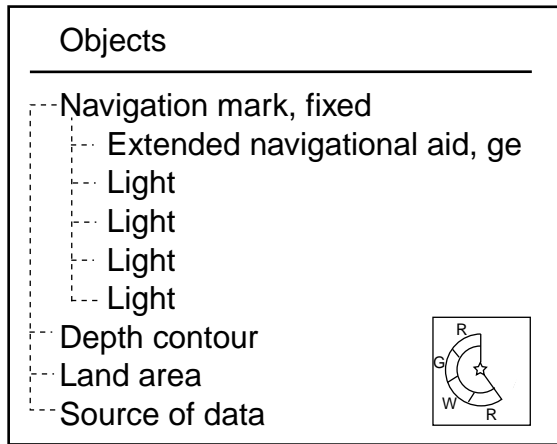 Objects
Navigation mark, fixed
Extended navigational aid, ge
Light
Light
Light
Light
Depth contour
Land area
Source of data
R
G
W
R